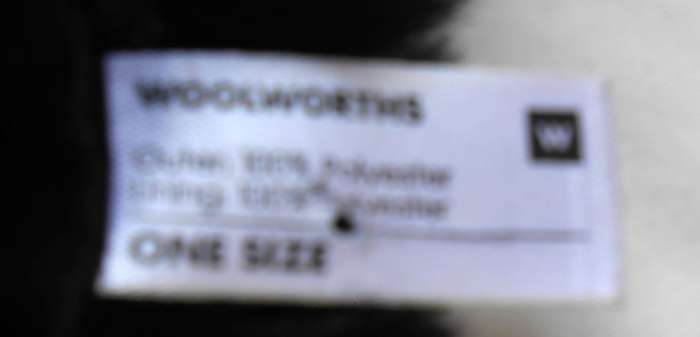 WOOLWORTHS
W
Outer: 100% Polyester
Lining: 100% Polyester
ONE SIZE